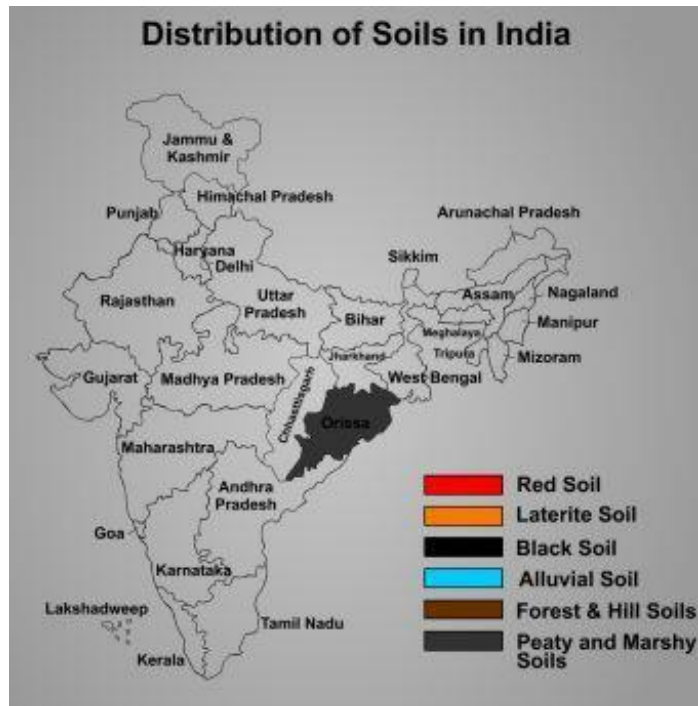 Distribution of Soils in India
Jammu &
Kashmir
Himachal Pradesh
Punjab
Arunachal Pradesh
Haryana
Delhi
Sikkim
Rajasthan
Uttar
Pradesh
Assam
Nagaland
Bihar
Meghalaya
Manipur
Jharkhand
Tripula
Mizoram
Gujarat
Madhya Pradesh
West Bengal
Chhasttisgarh
Orissa
Maharashtra
Andhra
Pradesh
Goa
Karnataka
Lakshadweep
Tamil Nadu
Kerala
Red Soil
Laterite Soil
Black Soil
Alluvial Soil
Forest & Hill Soils
Peaty and Marshy
Soils